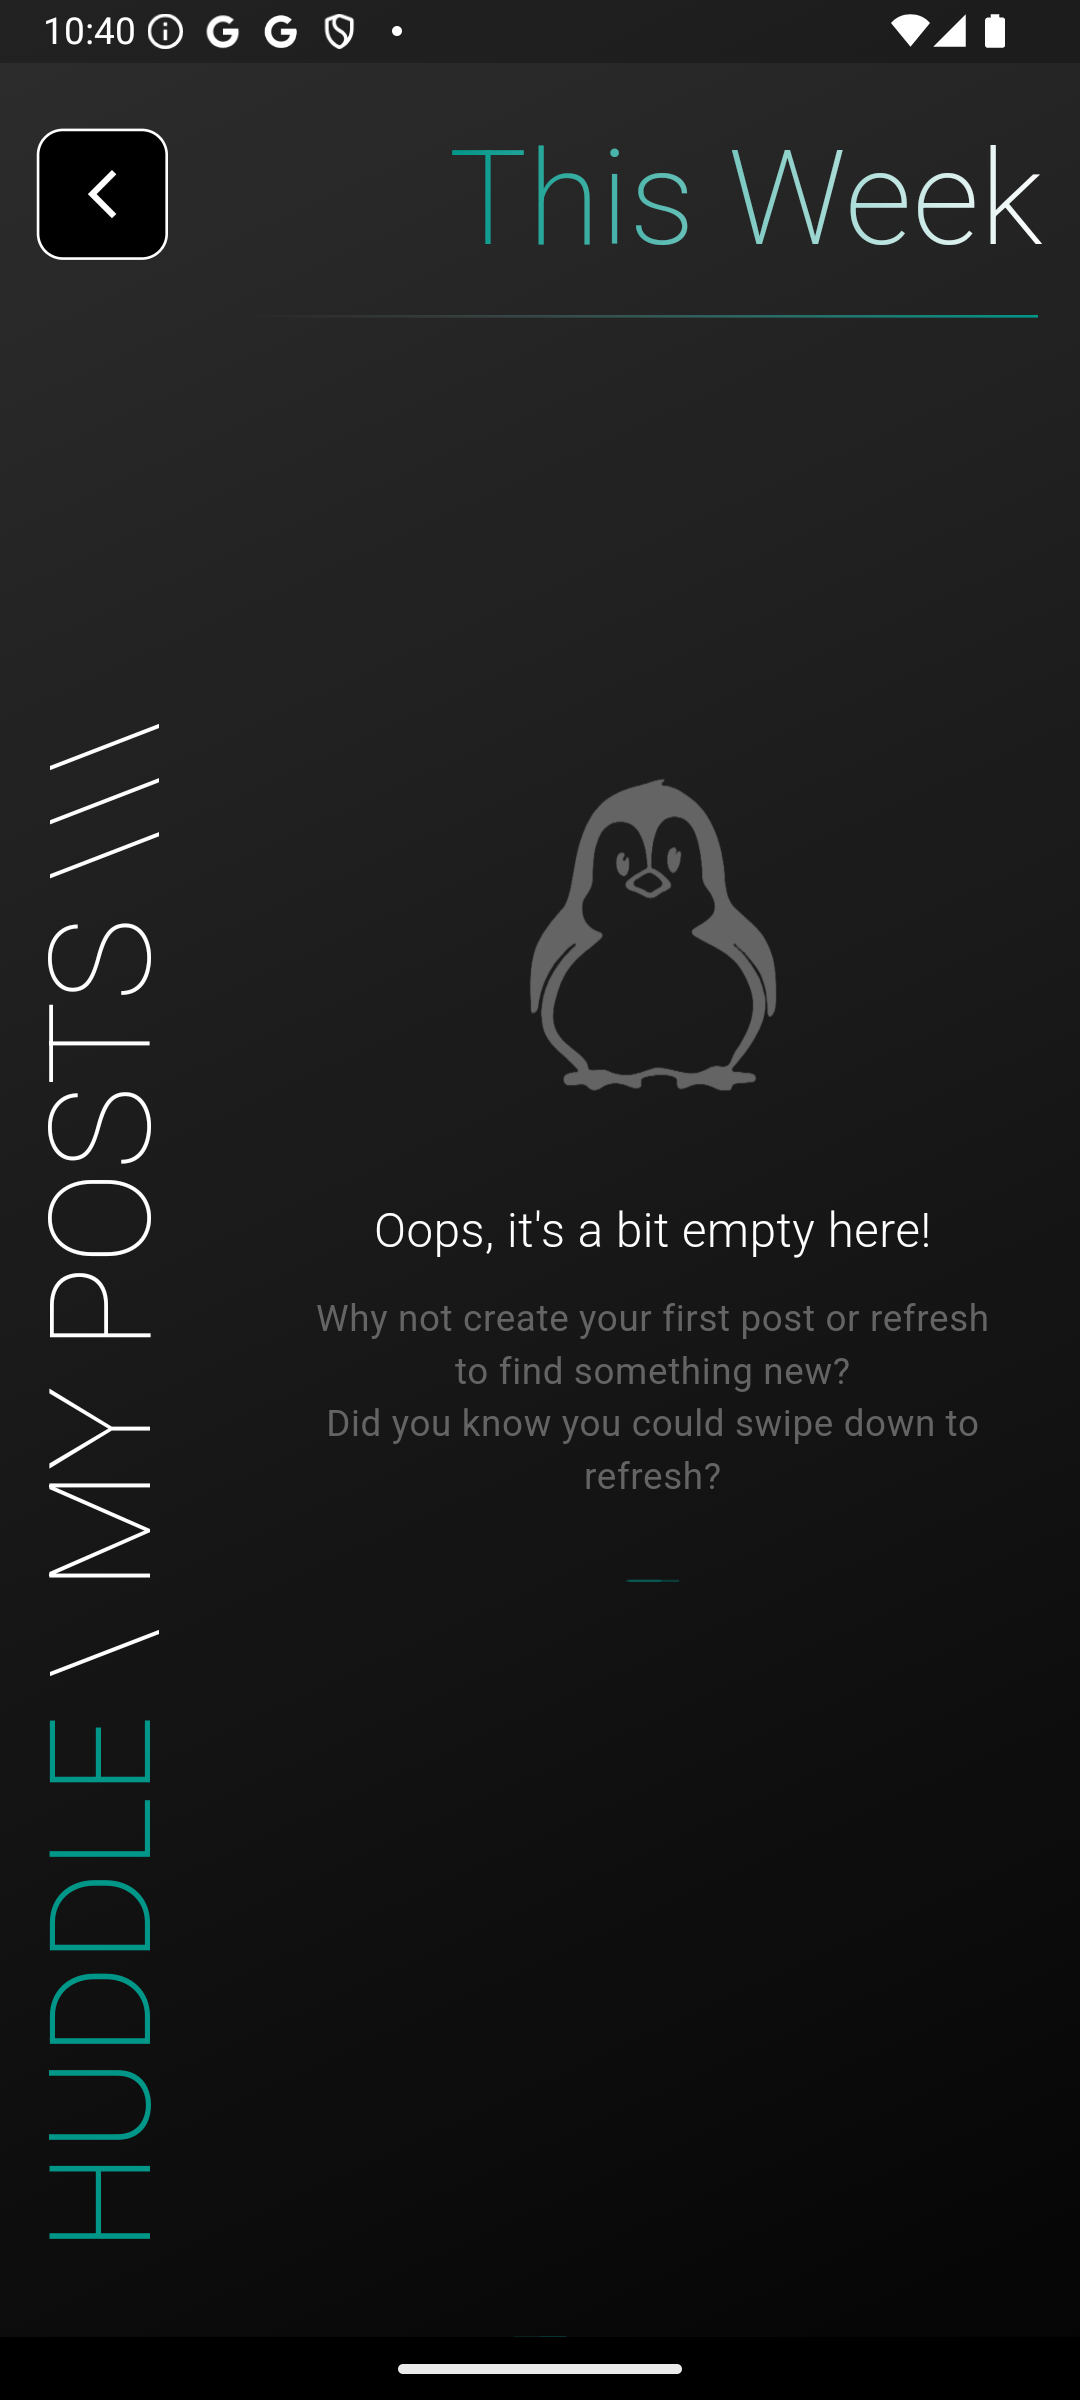 10:40
This Week
HUDDLE \ MY POSTS \\\
Oops, it's a bit empty here!
Why not create your first post or refresh
to find something new?
Did you know you could swipe down to
refresh?